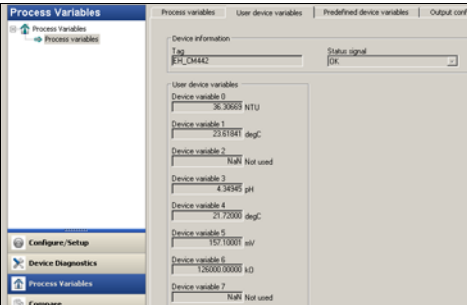 Process Variables
Process Variables
Process variables
Configure/Setup
Device Diagnostics
Process Variables
Compare
Process variables User device variables Predefined device variables Output conf
Device information
Tag Status signal
EH_CM442 OK
User device variables
Device variable 0
36.30669 NTU
Device variable 1
23.61841 degC
Device variable 2
NaN Not used
Device variable 3
4.34945 pH
Device variable 4
21.72000 degC
Device variable 5
157.10001 mV
Device variable 6
126000.00000 kΩ
Device variable 7
NaN Not used